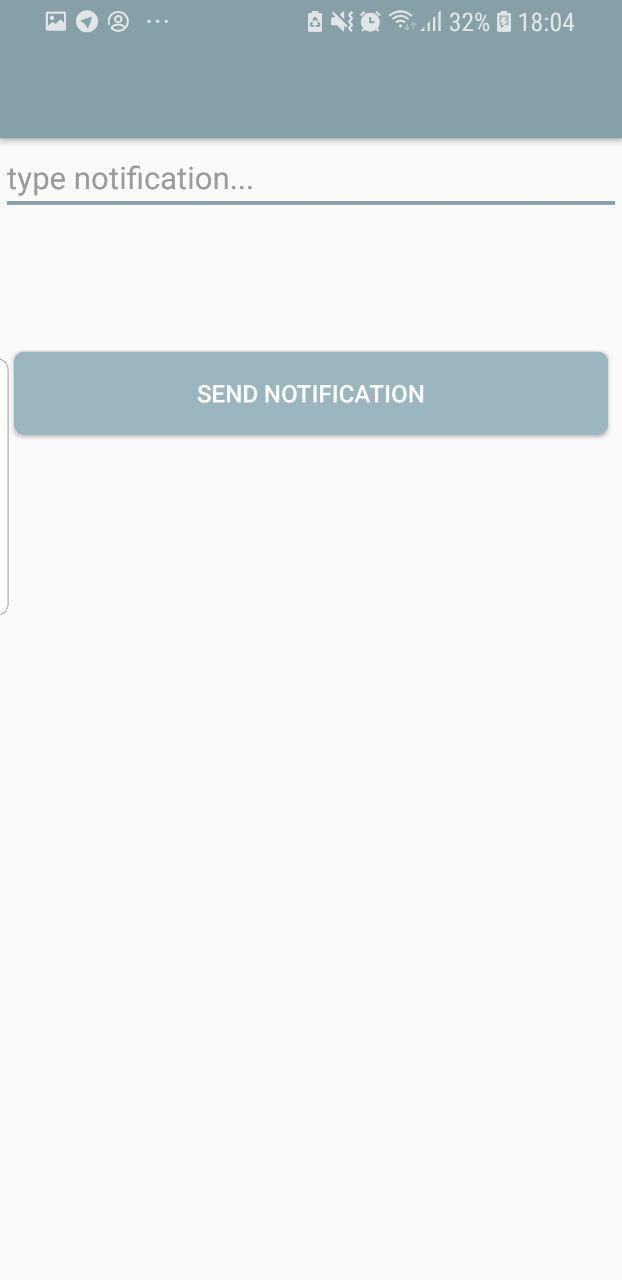 32% 18:04
type notification...
SEND NOTIFICATION